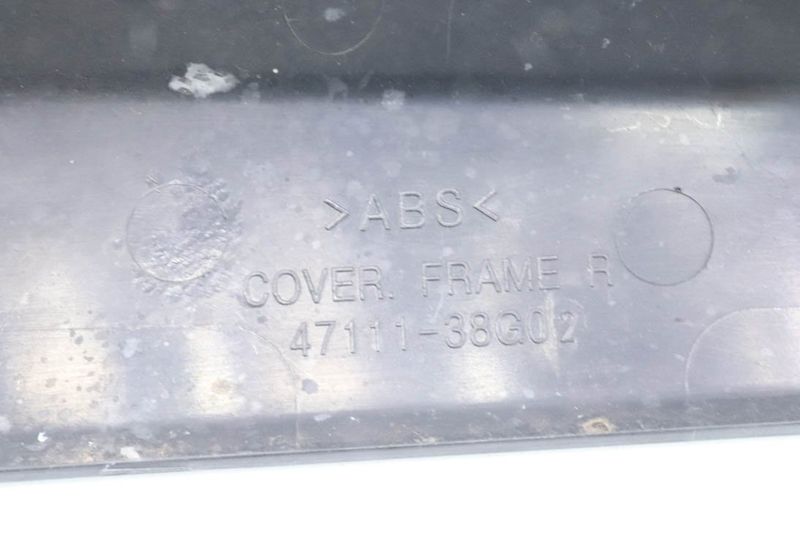 >ABS<
COVER. FRAME R
47111-38G02